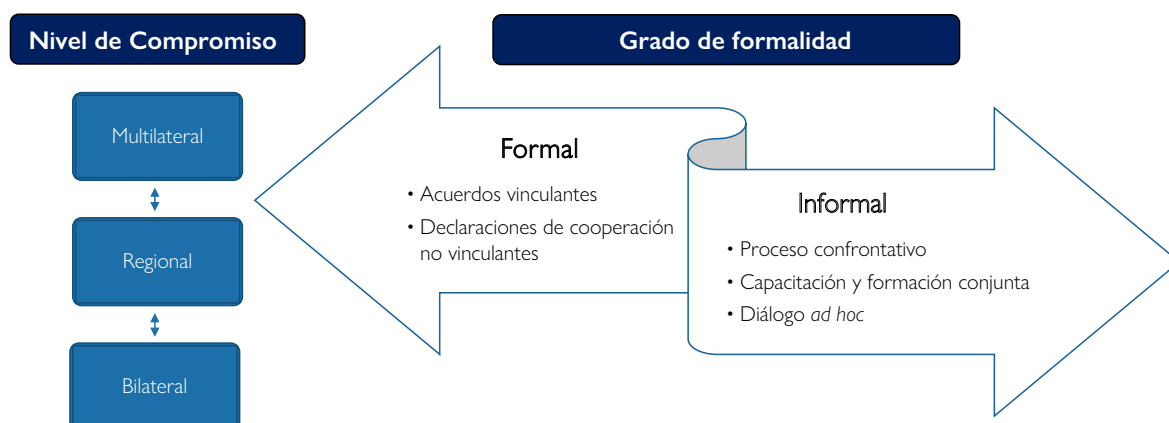 Nivel de Compromiso
Grado de formalidad
Multilateral
Regional
Bilateral
Formal
• Acuerdos vinculantes
• Declaraciones de cooperación
no vinculantes
Informal
• Proceso confrontativo
• Capacitación y formación conjunta
• Diálogo ad hoc